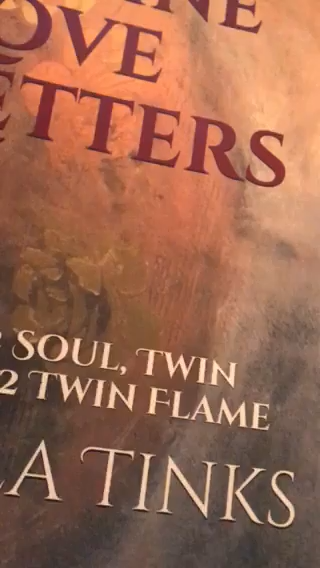 OVE
ETTERS
SOUL, TWIN
2 TWIN FLAME
A TINKS